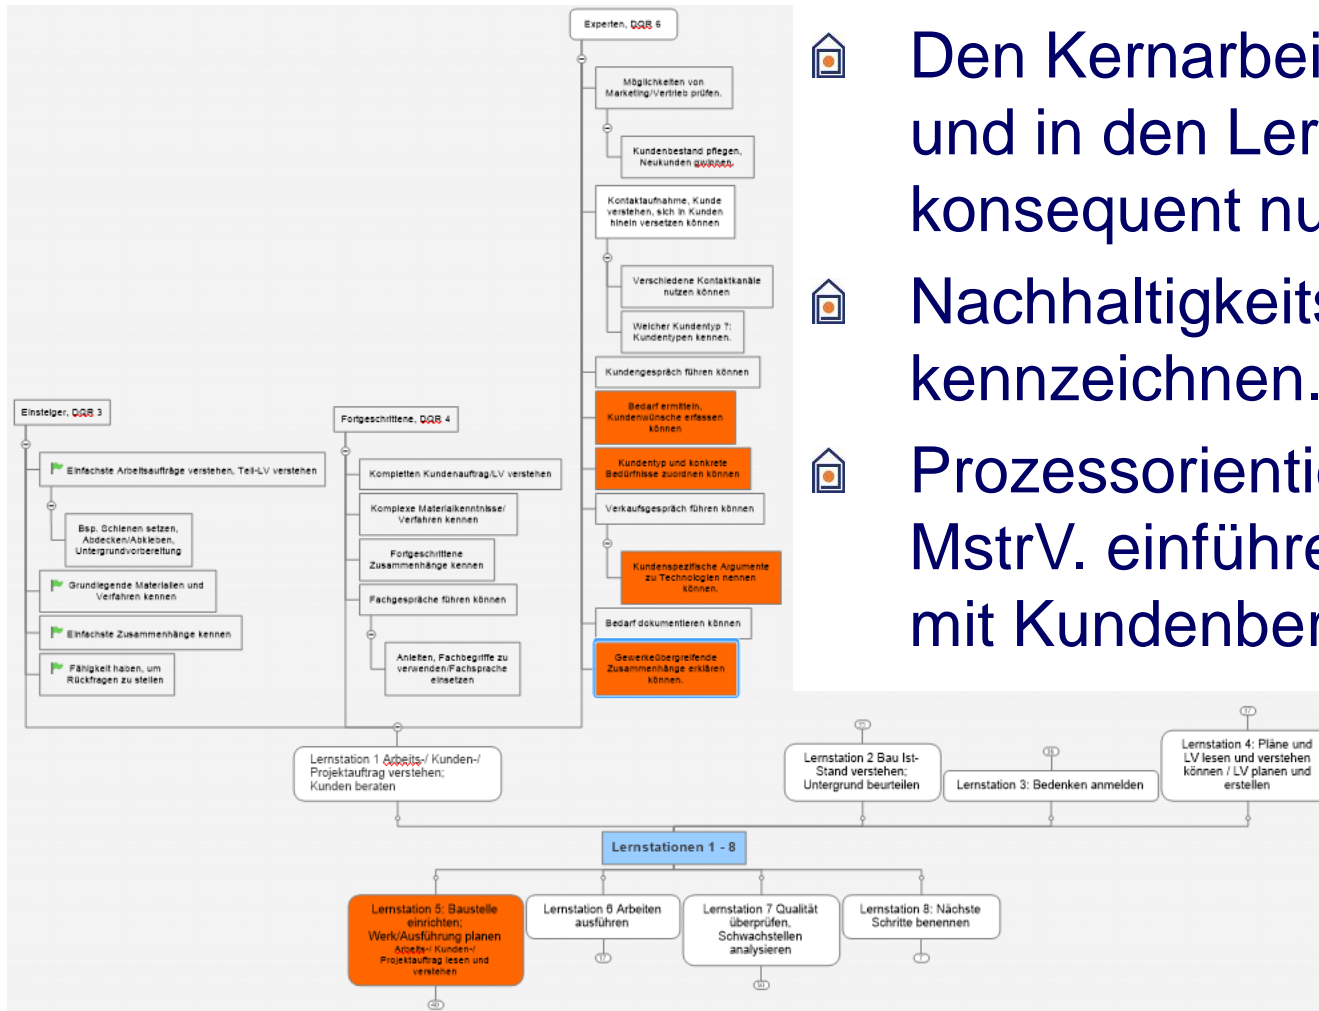 Experten, DQR 6
Möglichkeiten von
Marketing/Vertrieb prüfen.
Kundenbestand pflegen,
Neukunden gwinnen.
Kontaktaufnahme, Kunde
verstehen, sich in Kunden
hinein versetzen können
Verschiedene Kontaktkanäle
nutzen können
Welcher Kundentyp ?:
Kundentypen kennen.
Kundengespräch führen können
Bedarf ermitteln,
Kundenwünsche erfassen
können
Kundentyp und konkrete
Bedürfnisse zuordnen können
Verkaufsgespräch führen können
Kundenspezifische Argumente
zu Technologien nennen
können.
Bedarf dokumentieren können
Gewerkeübergreifende
Zusammenhänge erklären
können.
Einsteiger, DQR 3
Einfachste Arbeitsaufträge verstehen, Teil-LV verstehen
Bsp. Schienen setzen,
Abdecken/Abkleben,
Untergrundvorbereitung
Grundlegende Materialien und
Verfahren kennen
Einfachste Zusammenhänge kennen
Fähigkeit haben, um
Rückfragen zu stellen
Fortgeschrittene, DQR 4
Kompletten Kundenauftrag/LV verstehen
Komplexe Materialkenntnisse/
Verfahren kennen
Fortgeschrittene
Zusammenhänge kennen
Fachgespräche führen können
Anleiten, Fachbegriffe zu
verwenden/Fachsprache
einsetzen
Den Kernarbei
und in den Ler
konsequent nu
Nachhaltigkeits
kennzeichnen.
Prozessorientie
MstrV. einführe
mit Kundenber
Lernstation 1 Arbeits-/ Kunden-/
Projektauftrag verstehen;
Kunden beraten
Lernstation 2 Bau Ist-
Stand verstehen;
Untergrund beurteilen
Lernstation 3: Bedenken anmelden
Lernstation 4: Pläne und
LV lesen und verstehen
können / LV planen und
erstellen
Lernstationen 1 - 8
Lernstation 5: Baustelle
einrichten;
Werk/Ausführung planen
Arbeits-/ Kunden-/
Projektauftrag lesen und
verstehen
Lernstation 6 Arbeiten
ausführen
17
Lernstation 7 Qualität
überprüfen,
Schwachstellen
analysieren
Lernstation 8: Nächste
Schritte benennen
7